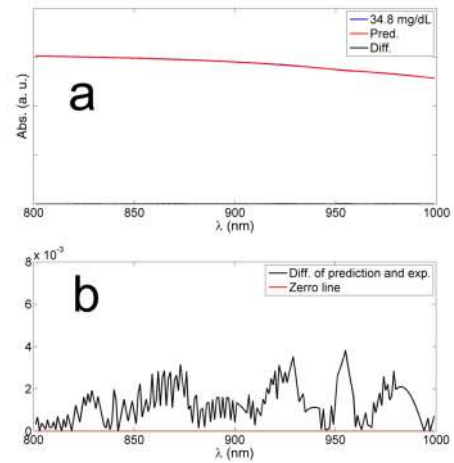 34.8 mg/dL
Pred.
Diff.
a
Abs. (a. u.)
800 850 900 950 1000
λ (nm)
8 x 10⁻³
b
Diff. of prediction and exp.
Zerro line
6
4
2
0
800 850 900 950 1000
λ (nm)